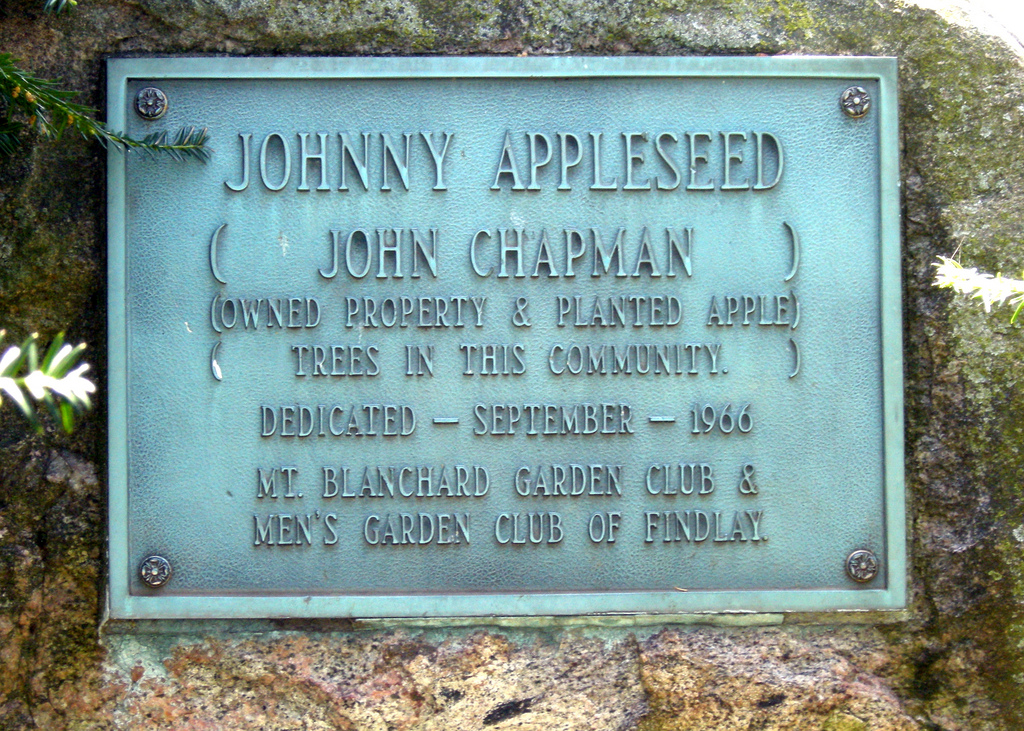 JOHNNY APPLESEED
( JOHN CHAPMAN )
(OWNED PROPERTY & PLANTED APPLE)
( TREES IN THIS COMMUNITY. )
DEDICATED — SEPTEMBER — 1966
MT. BLANCHARD GARDEN CLUB &
MEN'S GARDEN CLUB OF FINDLAY.